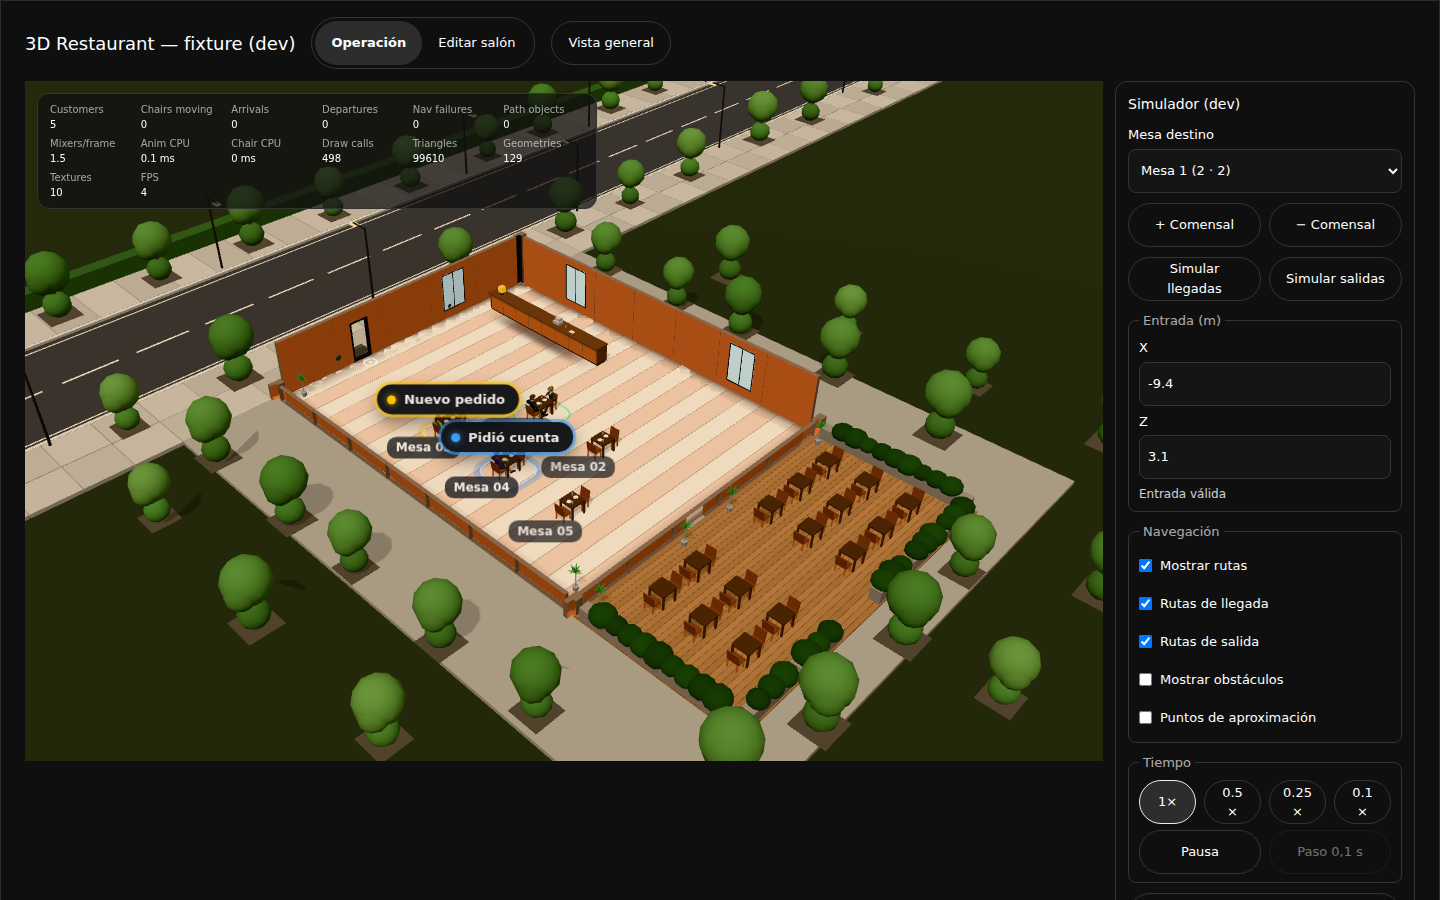 3D Restaurant — fixture (dev)
Operación
Editar salón
Vista general
Customers
5
Chairs moving
0
Arrivals
0
Departures
0
Nav failures
0
Path objects
0
Mixers/frame
1.5
Anim CPU
0.1 ms
Chair CPU
0 ms
Draw calls
498
Triangles
99610
Geometries
129
Textures
10
FPS
4
Nuevo pedido
Pidió cuenta
Mesa 02
Mesa 04
Mesa 05
Simulador (dev)
Mesa destino
Mesa 1 (2 · 2)
+ Comensal
− Comensal
Simular
llegadas
Simular salidas
Entrada (m)
X
-9.4
Z
3.1
Entrada válida
Navegación
Mostrar rutas
Rutas de llegada
Rutas de salida
Mostrar obstáculos
Puntos de aproximación
Tiempo
1×
0.5
×
0.25
×
0.1
×
Pausa
Paso 0,1 s